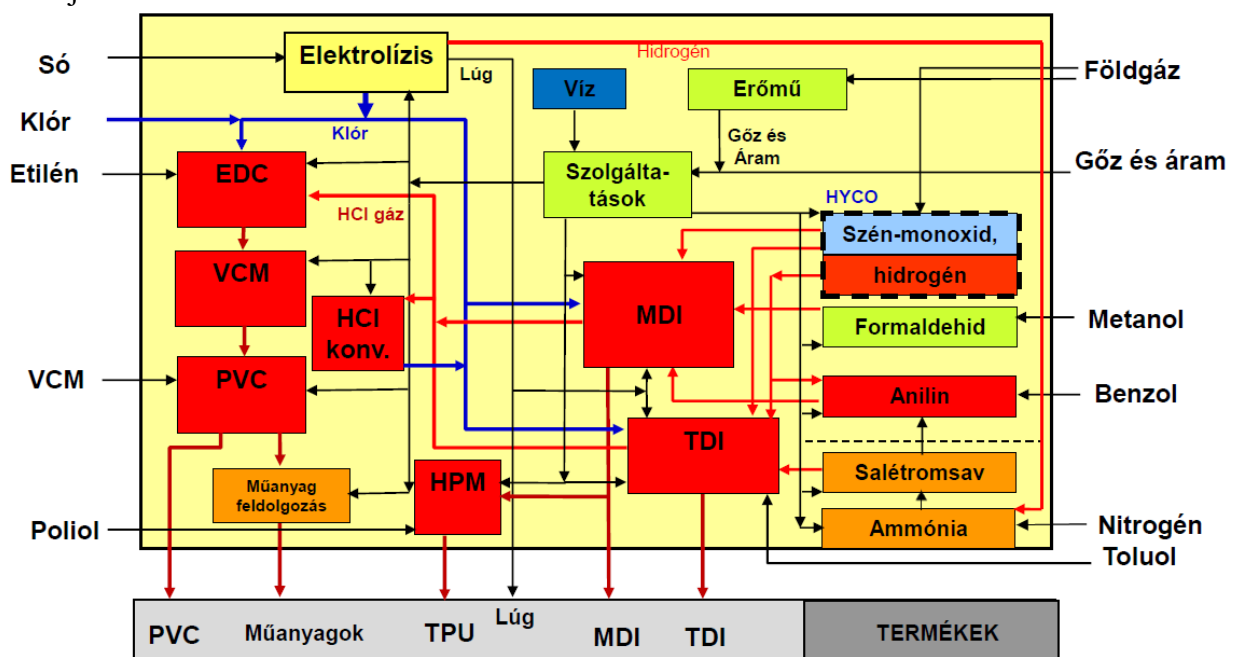 Elektrolízis
Hidrogén
Só
Lúg
Földgáz
Víz
Erőmű
Klór
Klór
Gőz és
Áram
EDC
Szolgálta-
tások
Gőz és áram
Etilén
HYCO
HCl gáz
Szén-monoxid,
VCM
hidrogén
HCl
konv.
MDI
Formaldehid
Metanol
VCM
PVC
Anilin
Benzol
TDI
Salétromsav
HPM
Műanyag
feldolgozás
Poliol
Ammónia
Nitrogén
Toluol
Lúg
PVC
Műanyagok
TPU
MDI
TDI
TERMÉKEK